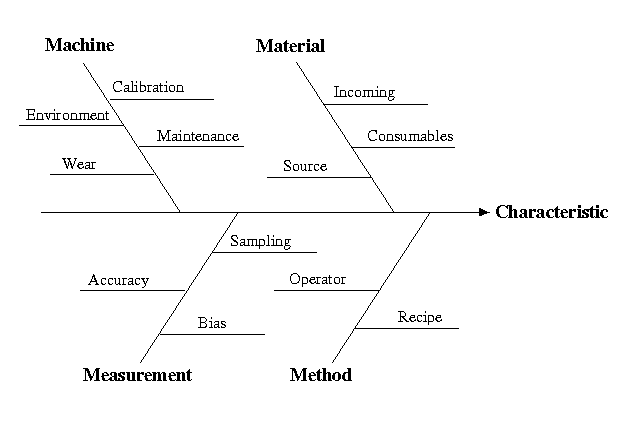 Machine
Material
Calibration
Incoming
Environment
Maintenance
Consumables
Wear
Source
Characteristic
Sampling
Accuracy
Operator
Bias
Recipe
Measurement
Method